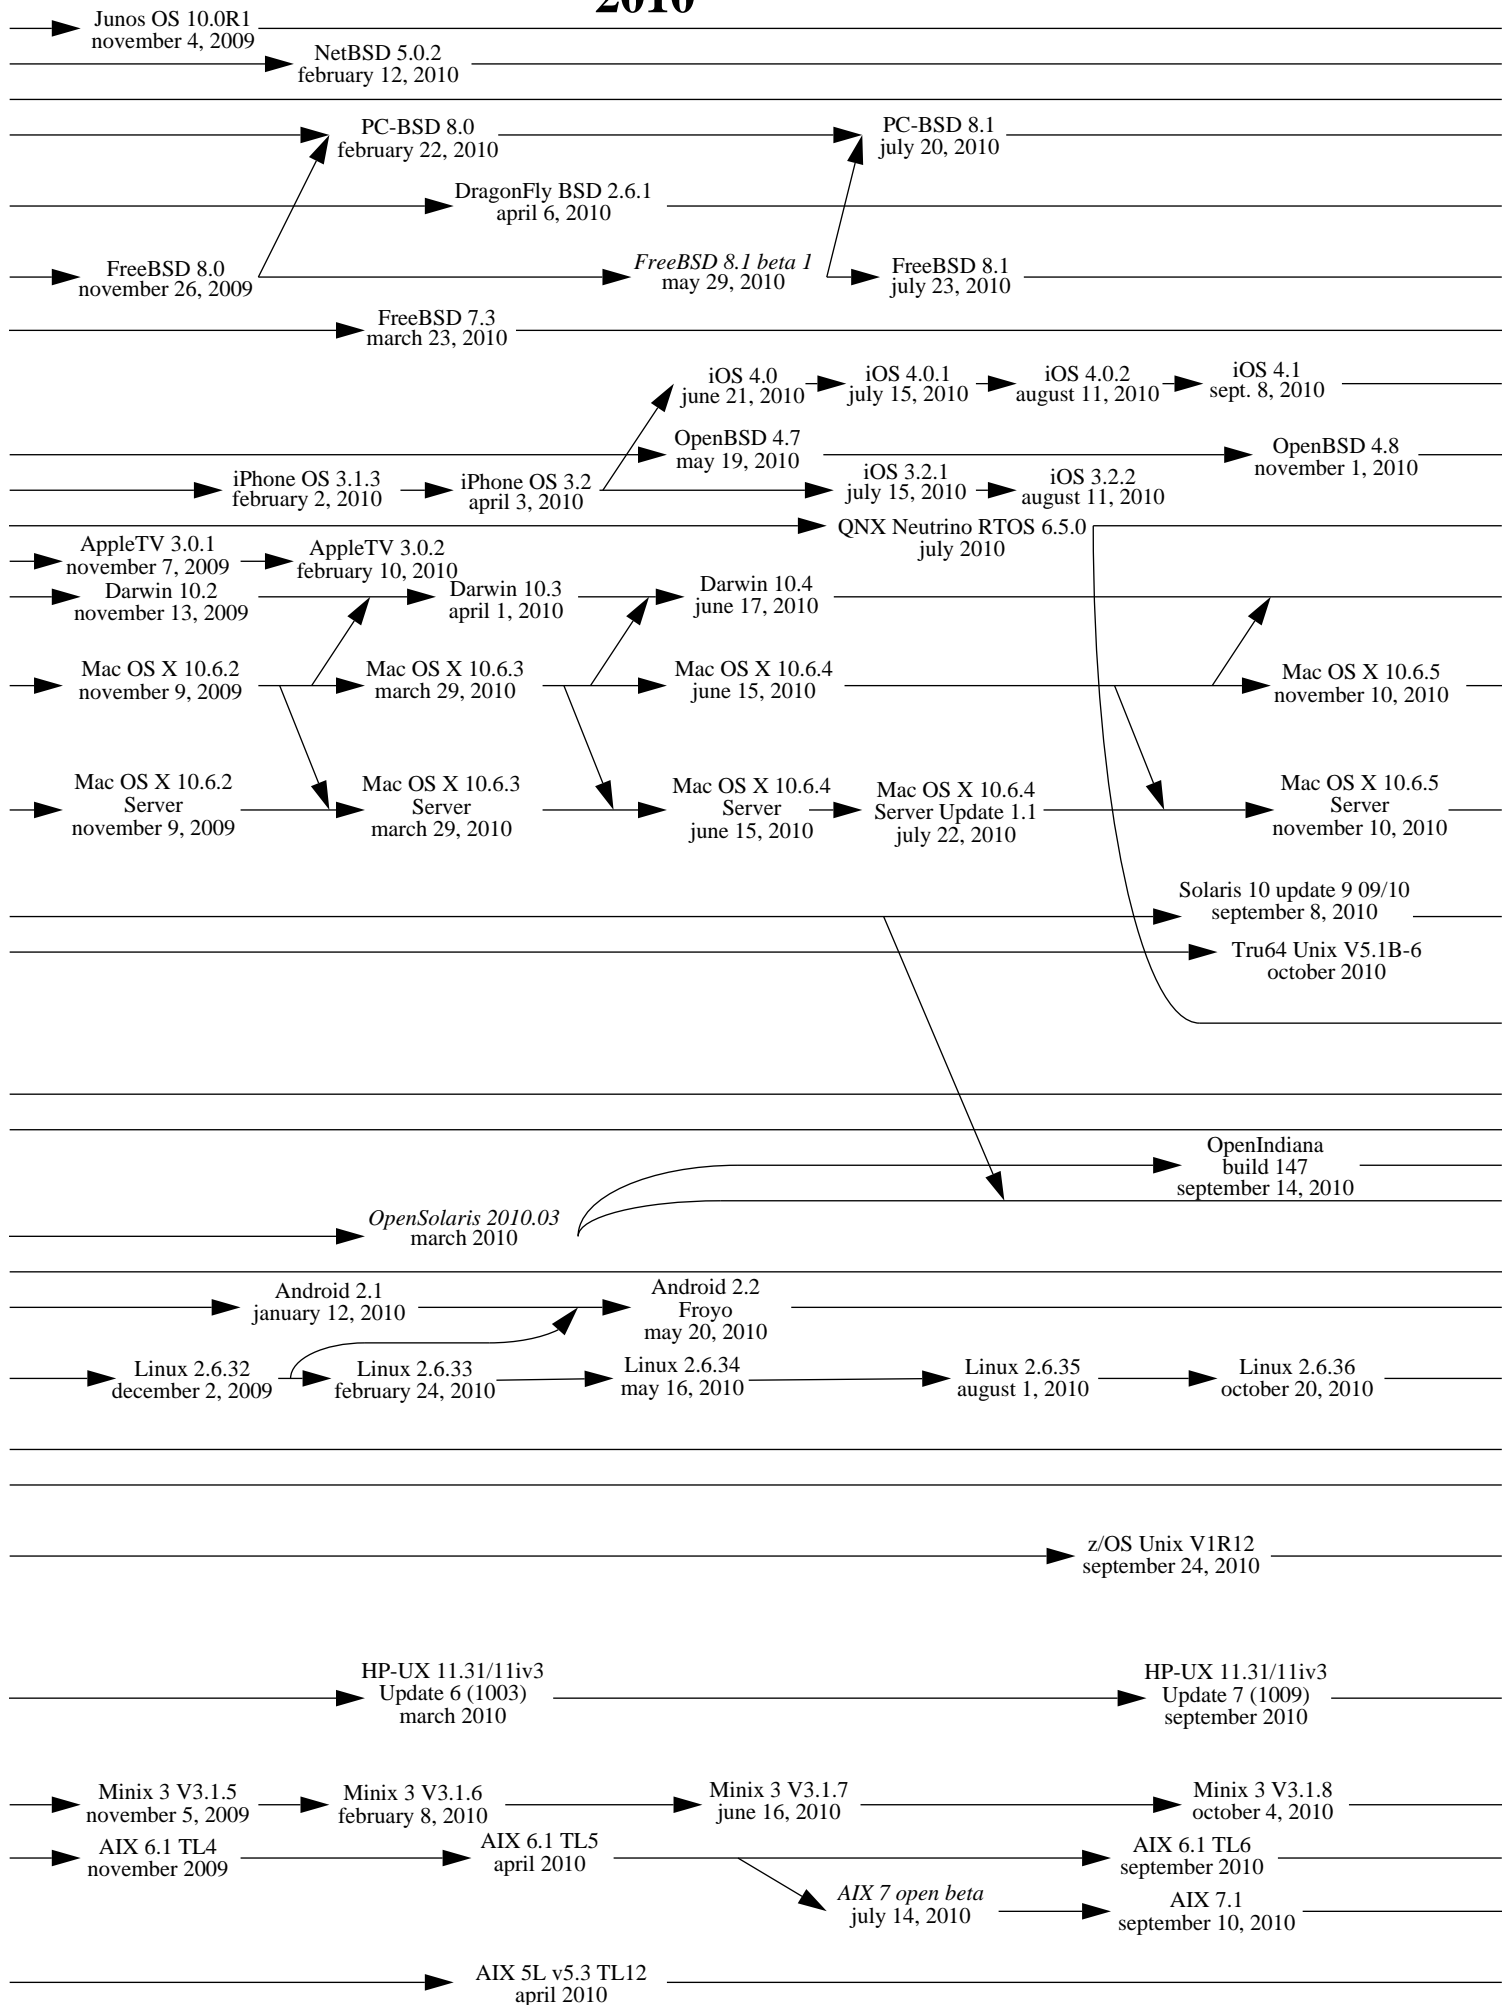 2010
Junos OS 10.0R1
november 4, 2009
NetBSD 5.0.2
february 12, 2010
PC-BSD 8.0
february 22, 2010
PC-BSD 8.1
july 20, 2010
DragonFly BSD 2.6.1
april 6, 2010
FreeBSD 8.0
november 26, 2009
FreeBSD 8.1 beta 1
may 29, 2010
FreeBSD 8.1
july 23, 2010
FreeBSD 7.3
march 23, 2010
iOS 4.0
june 21, 2010
iOS 4.0.1
july 15, 2010
iOS 4.0.2
august 11, 2010
iOS 4.1
sept. 8, 2010
OpenBSD 4.7
may 19, 2010
OpenBSD 4.8
november 1, 2010
iPhone OS 3.1.3
february 2, 2010
iPhone OS 3.2
april 3, 2010
iOS 3.2.1
july 15, 2010
iOS 3.2.2
august 11, 2010
QNX Neutrino RTOS 6.5.0
july 2010
AppleTV 3.0.1
november 7, 2009
AppleTV 3.0.2
february 10, 2010
Darwin 10.2
november 13, 2009
Darwin 10.3
april 1, 2010
Darwin 10.4
june 17, 2010
Mac OS X 10.6.2
november 9, 2009
Mac OS X 10.6.3
march 29, 2010
Mac OS X 10.6.4
june 15, 2010
Mac OS X 10.6.5
november 10, 2010
Mac OS X 10.6.2
Server
november 9, 2009
Mac OS X 10.6.3
Server
march 29, 2010
Mac OS X 10.6.4
Server
june 15, 2010
Mac OS X 10.6.4
Server Update 1.1
july 22, 2010
Mac OS X 10.6.5
Server
november 10, 2010
Solaris 10 update 9 09/10
september 8, 2010
Tru64 Unix V5.1B-6
october 2010
OpenIndiana
build 147
september 14, 2010
OpenSolaris 2010.03
march 2010
Android 2.1
january 12, 2010
Android 2.2
Froyo
may 20, 2010
Linux 2.6.32
december 2, 2009
Linux 2.6.33
february 24, 2010
Linux 2.6.34
may 16, 2010
Linux 2.6.35
august 1, 2010
Linux 2.6.36
october 20, 2010
z/OS Unix V1R12
september 24, 2010
HP-UX 11.31/11iv3
Update 6 (1003)
march 2010
HP-UX 11.31/11iv3
Update 7 (1009)
september 2010
Minix 3 V3.1.5
november 5, 2009
Minix 3 V3.1.6
february 8, 2010
Minix 3 V3.1.7
june 16, 2010
Minix 3 V3.1.8
october 4, 2010
AIX 6.1 TL4
november 2009
AIX 6.1 TL5
april 2010
AIX 6.1 TL6
september 2010
AIX 7 open beta
july 14, 2010
AIX 7.1
september 10, 2010
AIX 5L v5.3 TL12
april 2010